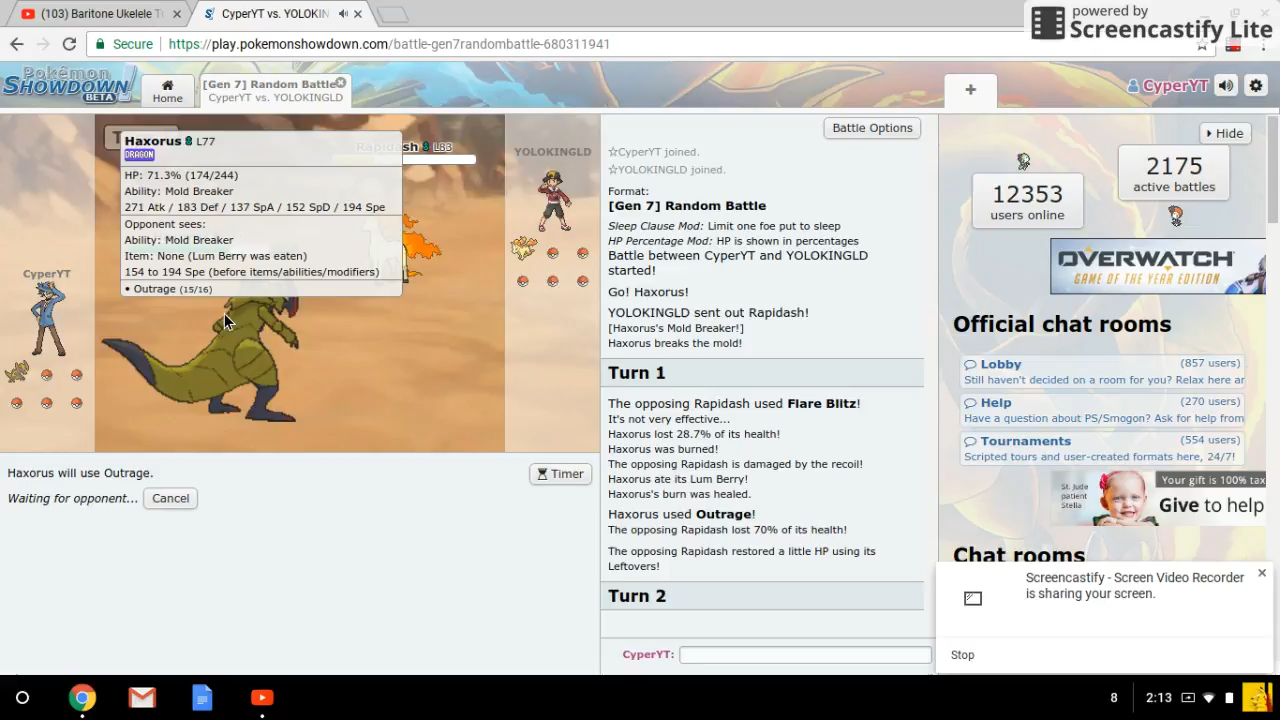 (103) Baritone Ukelele T
CyperYT vs. YOLOKIN
powered by
Screencastify Lite
Secure
https://play.pokemonshowdown.com/battle-gen7randombattle-680311941
Pokémon
SHOWDOWN
BETA
Home
[Gen 7] Random Battle
CyperYT vs. YOLOKINGLD
+
CyperYT
Haxorus L77
DRAGON
HP: 71.3% (174/244)
Ability: Mold Breaker
271 Atk / 183 Def / 137 SpA / 152 SpD / 194 Spe
Opponent sees:
Ability: Mold Breaker
Item: None (Lum Berry was eaten)
154 to 194 Spe (before items/abilities/modifiers)
• Outrage (15/16)
Rapidash L83
YOLOKINGLD
CyperYT
Haxorus will use Outrage.
Waiting for opponent...
Cancel
Timer
Battle Options
☆CyperYT joined.
☆YOLOKINGLD joined.
Format:
[Gen 7] Random Battle
Sleep Clause Mod: Limit one foe put to sleep
HP Percentage Mod: HP is shown in percentages
Battle between CyperYT and YOLOKINGLD
started!
Go! Haxorus!
YOLOKINGLD sent out Rapidash!
[Haxorus's Mold Breaker!]
Haxorus breaks the mold!
Turn 1
The opposing Rapidash used Flare Blitz!
It's not very effective...
Haxorus lost 28.7% of its health!
Haxorus was burned!
The opposing Rapidash is damaged by the recoil!
Haxorus ate its Lum Berry!
Haxorus's burn was healed.
Haxorus used Outrage!
The opposing Rapidash lost 70% of its health!
The opposing Rapidash restored a little HP using its
Leftovers!
Turn 2
CyperYT:
Hide
12353
users online
2175
active battles
OVERWATCH
GAME OF THE YEAR EDITION
Official chat rooms
Lobby
(857 users)
Still haven't decided on a room for you? Relax here ar
Help
(270 users)
Have a question about PS/Smogon? Ask for help from
Tournaments
(554 users)
Scripted tours and user-created formats here, 24/7!
St. Jude
patient
Stella
Your gift is 100% tax
Give to help
Chat rooms
Screencastify - Screen Video Recorder
is sharing your screen.
Stop
8
2:13